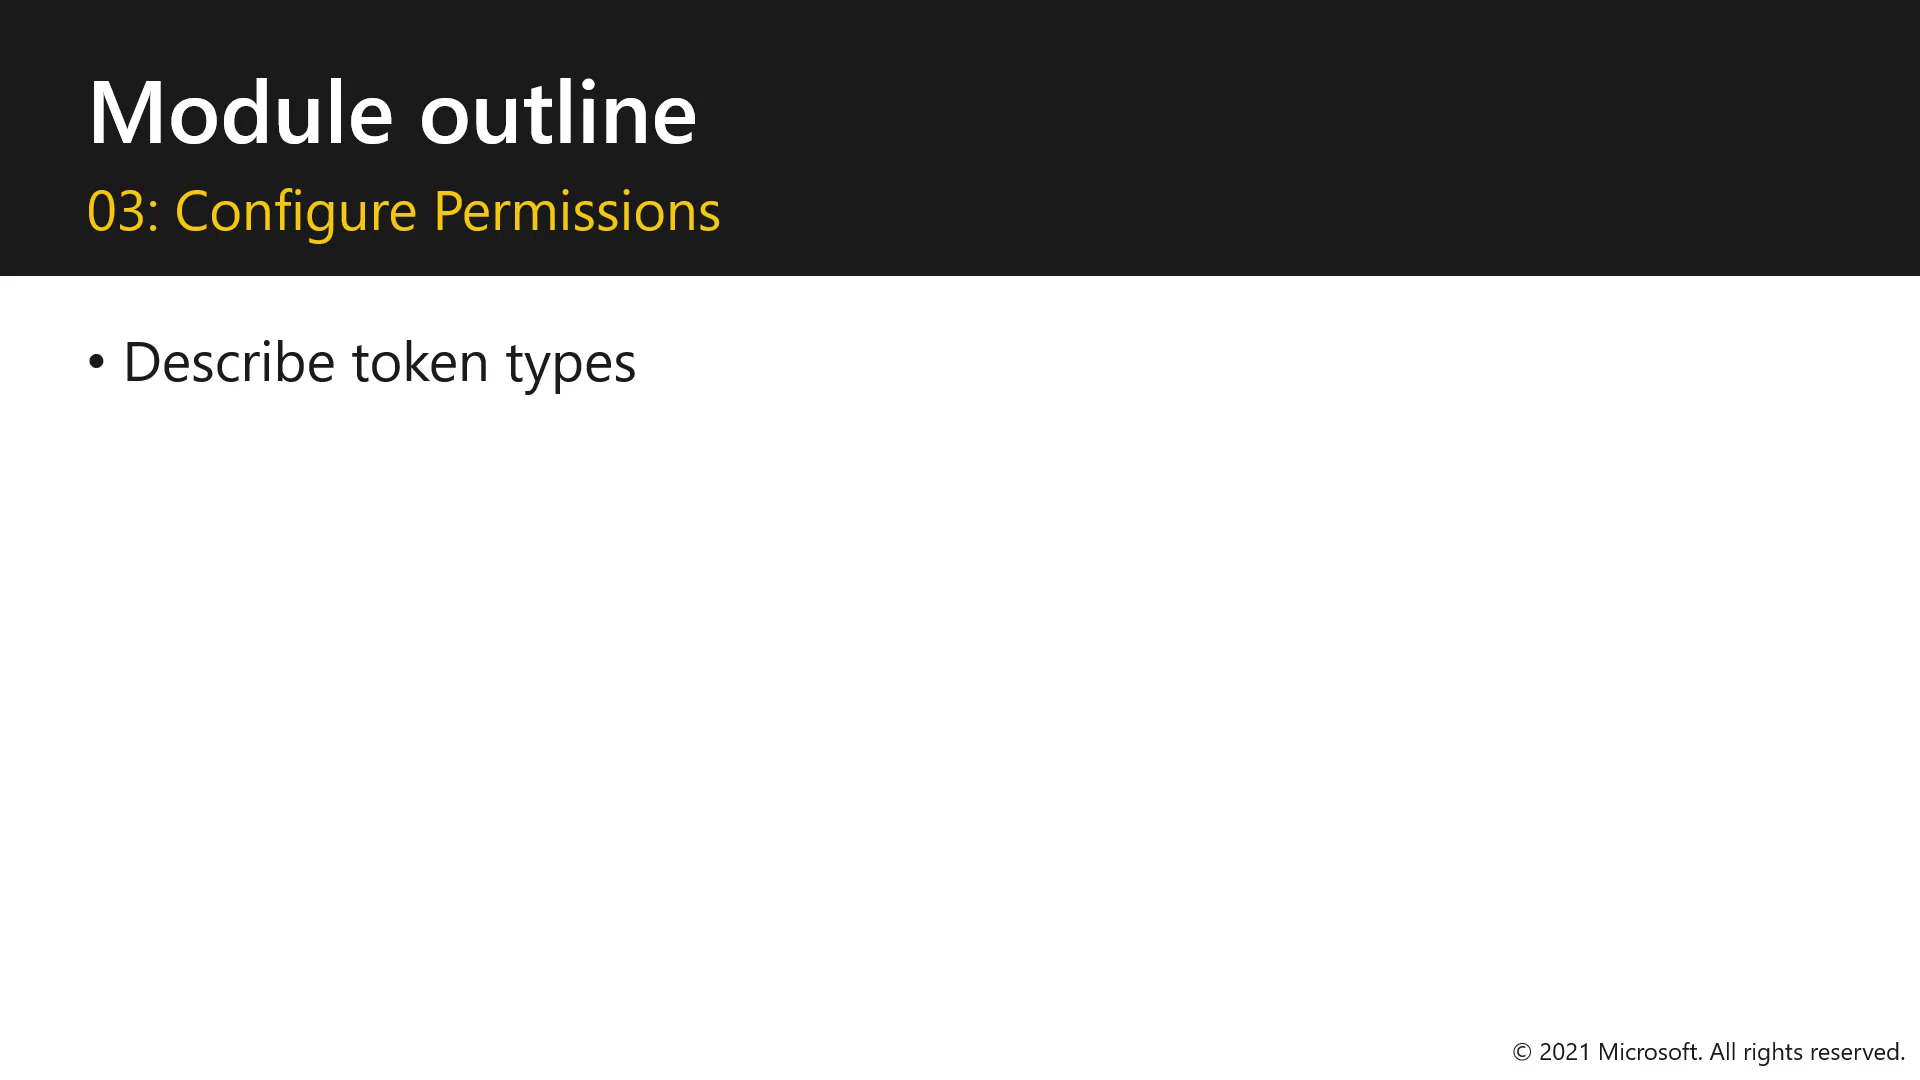 Module outline
03: Configure Permissions
• Describe token types
© 2021 Microsoft. All rights reserved.